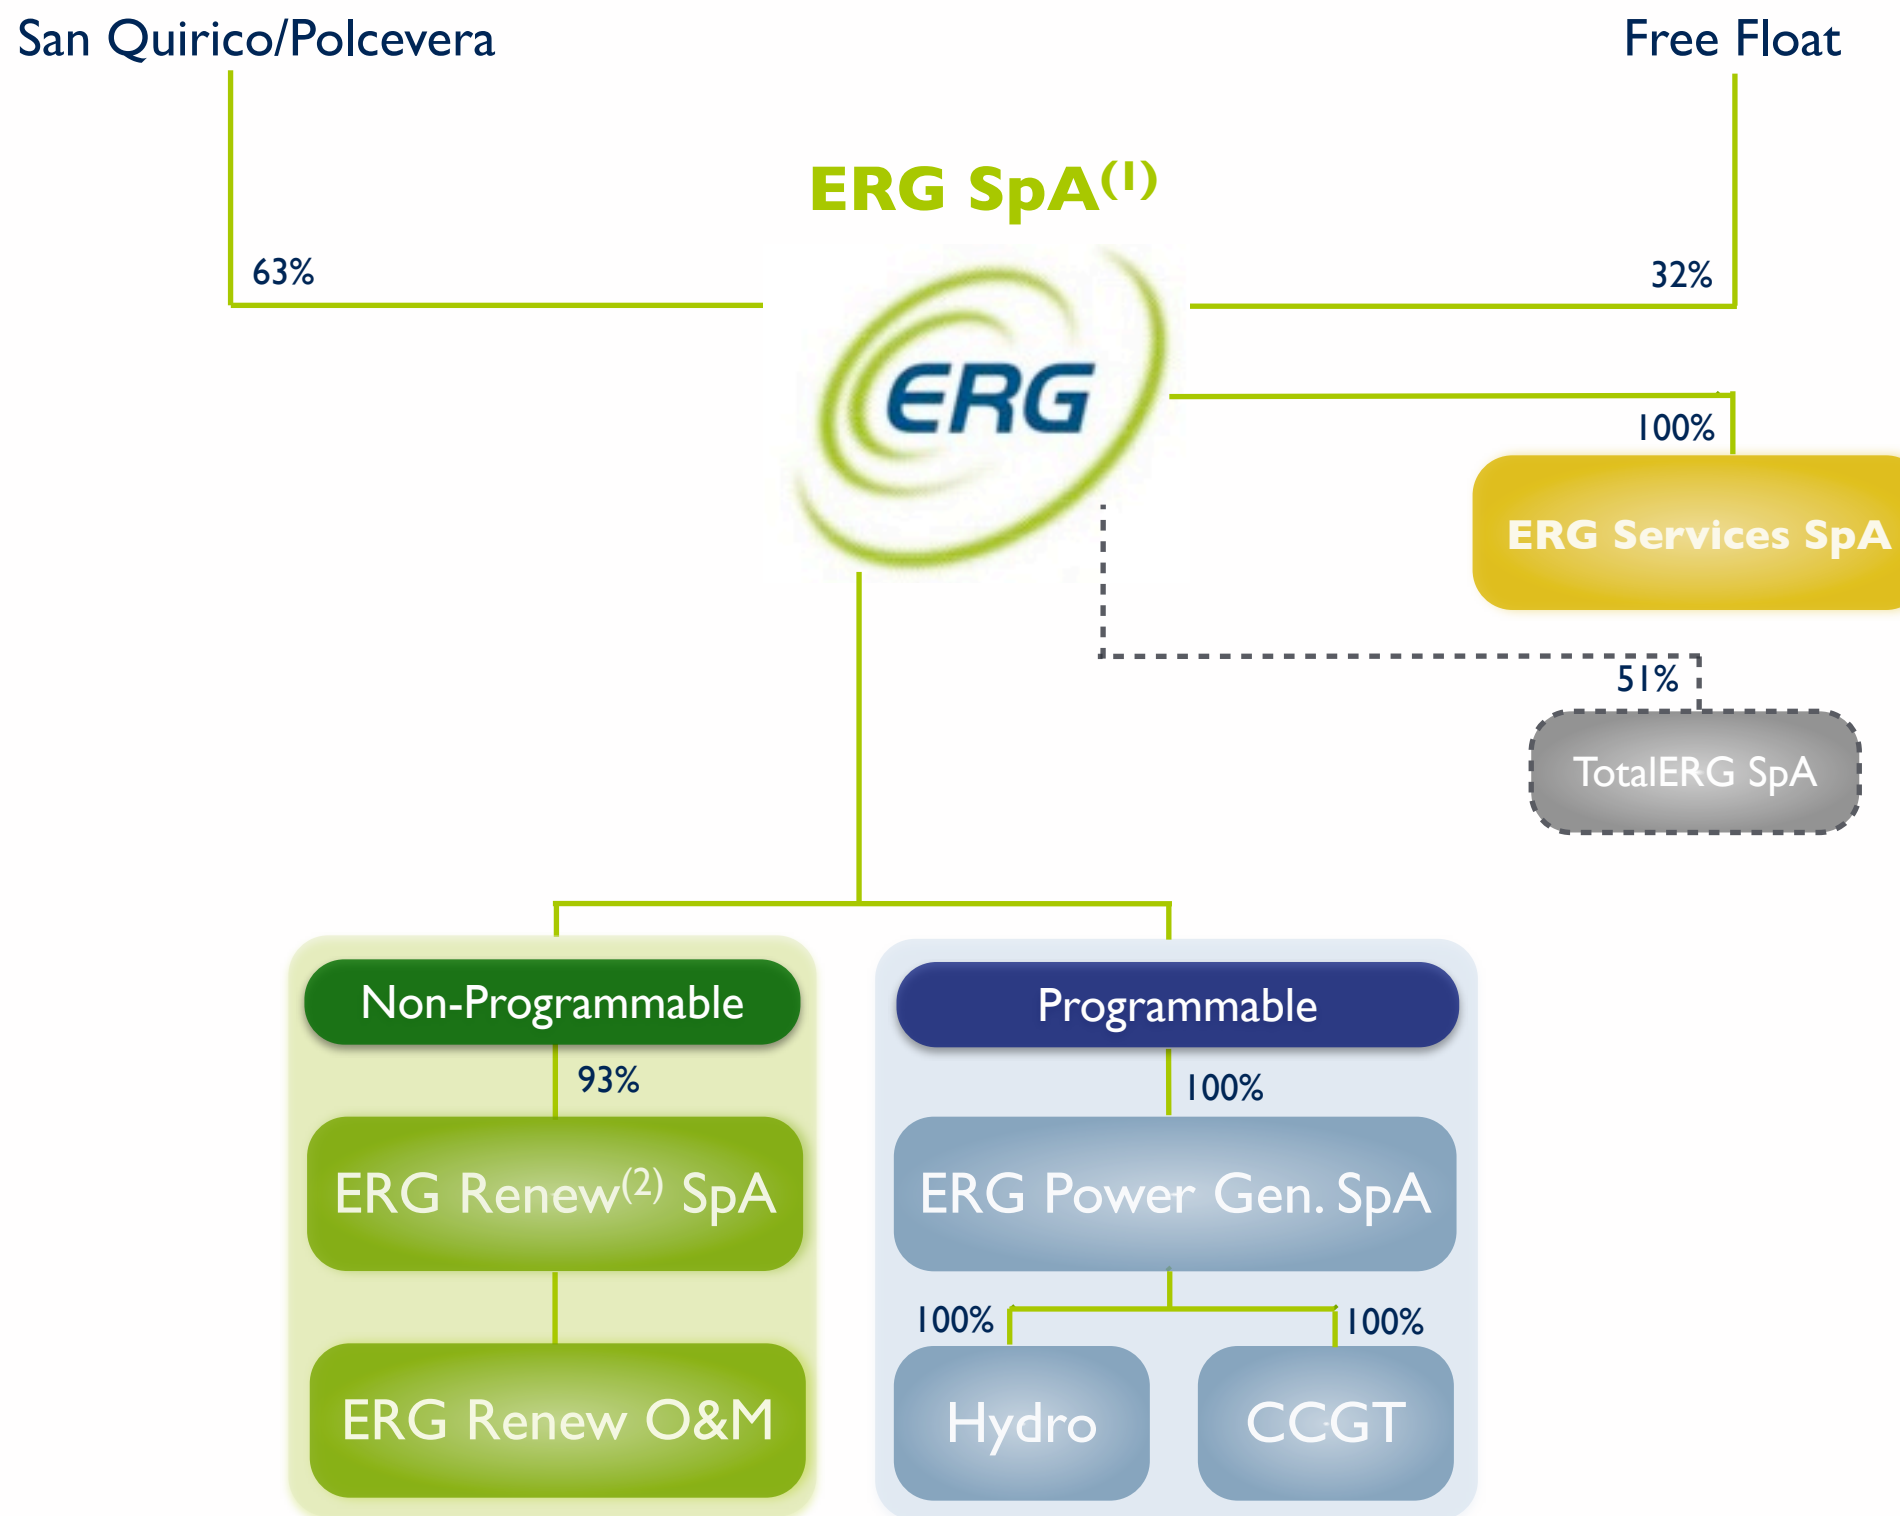 San Quirico/Polcevera
Free Float
ERG SpA(1)
63%
32%
ERG
100%
ERG Services SpA
51%
TotalERG SpA
Non-Programmable
Programmable
93%
100%
ERG Renew(2) SpA
ERG Power Gen. SpA
100%
100%
ERG Renew O&M
Hydro
CCGT